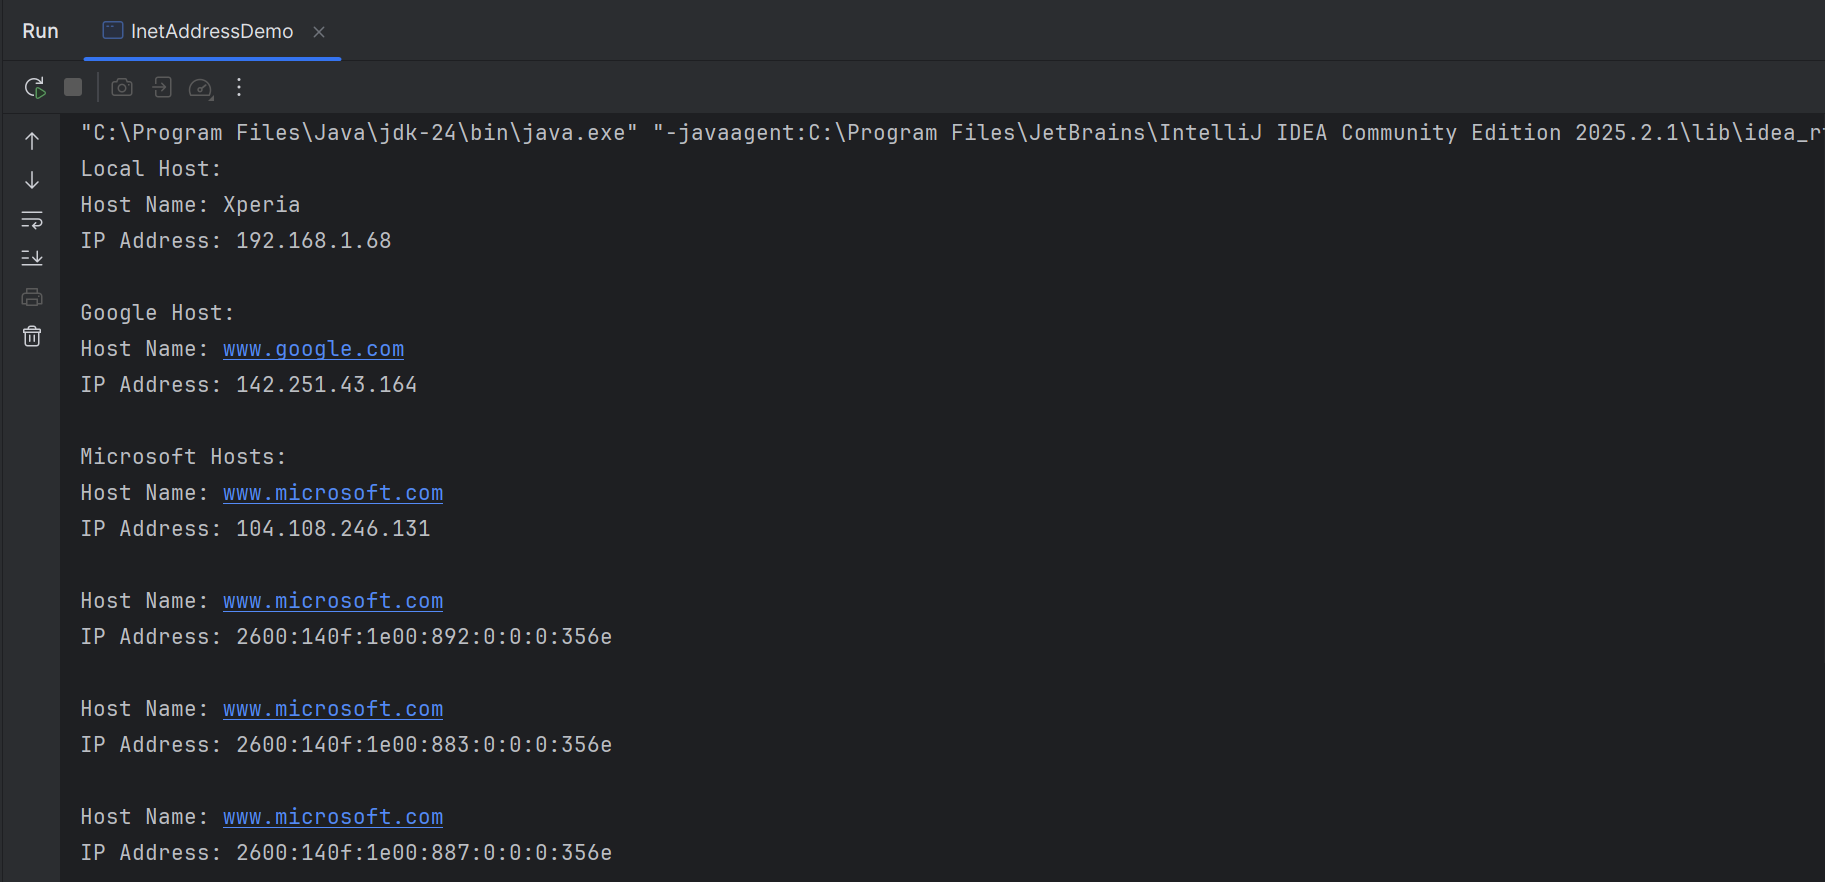 Run InetAddressDemo
"C:\Program Files\Java\jdk-24\bin\java.exe" "-javaagent:C:\Program Files\JetBrains\IntelliJ IDEA Community Edition 2025.2.1\lib\idea_r
Local Host:
Host Name: Xperia
IP Address: 192.168.1.68
Google Host:
Host Name: www.google.com
IP Address: 142.251.43.164
Microsoft Hosts:
Host Name: www.microsoft.com
IP Address: 104.108.246.131
Host Name: www.microsoft.com
IP Address: 2600:140f:1e00:892:0:0:0:356e
Host Name: www.microsoft.com
IP Address: 2600:140f:1e00:883:0:0:0:356e
Host Name: www.microsoft.com
IP Address: 2600:140f:1e00:887:0:0:0:356e